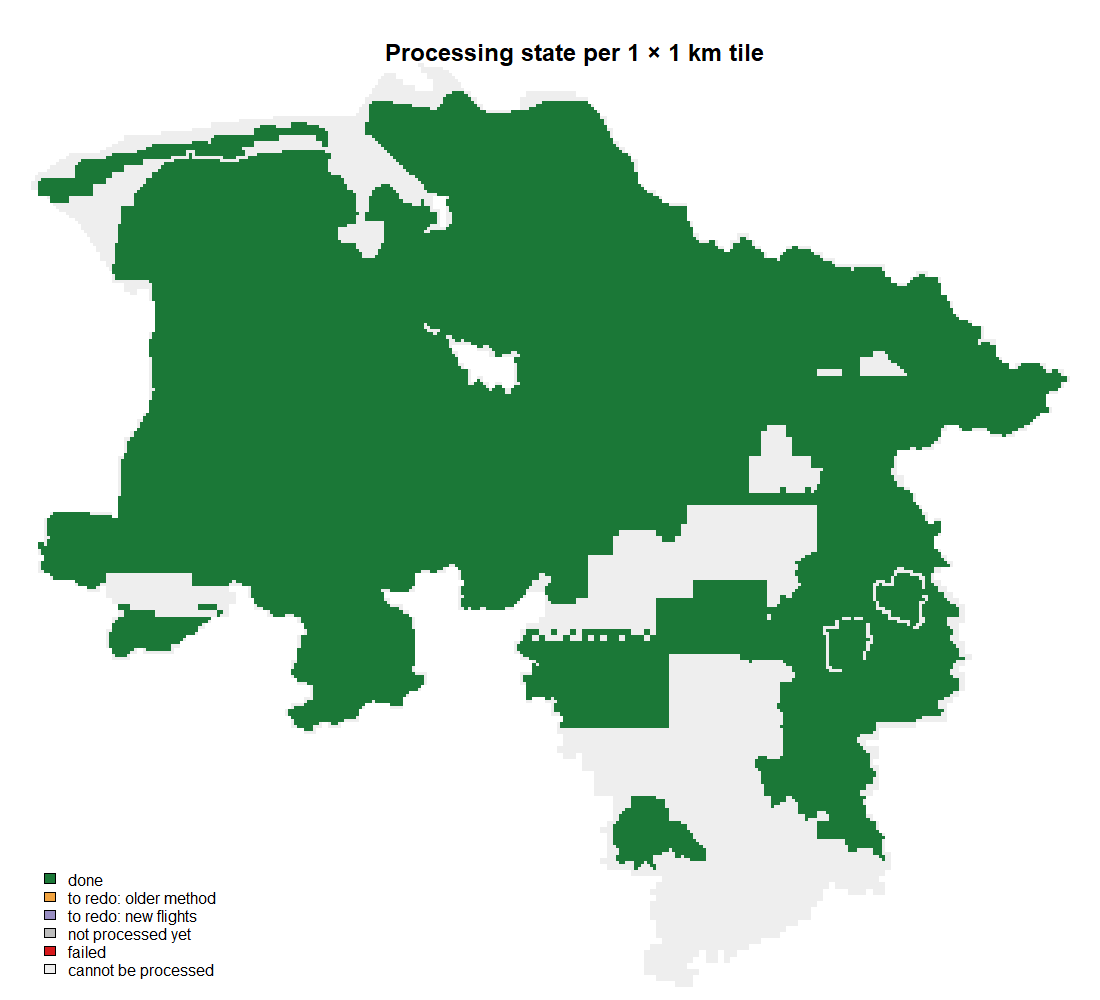 Processing state per 1 × 1 km tile
done
to redo: older method
to redo: new flights
not processed yet
failed
cannot be processed